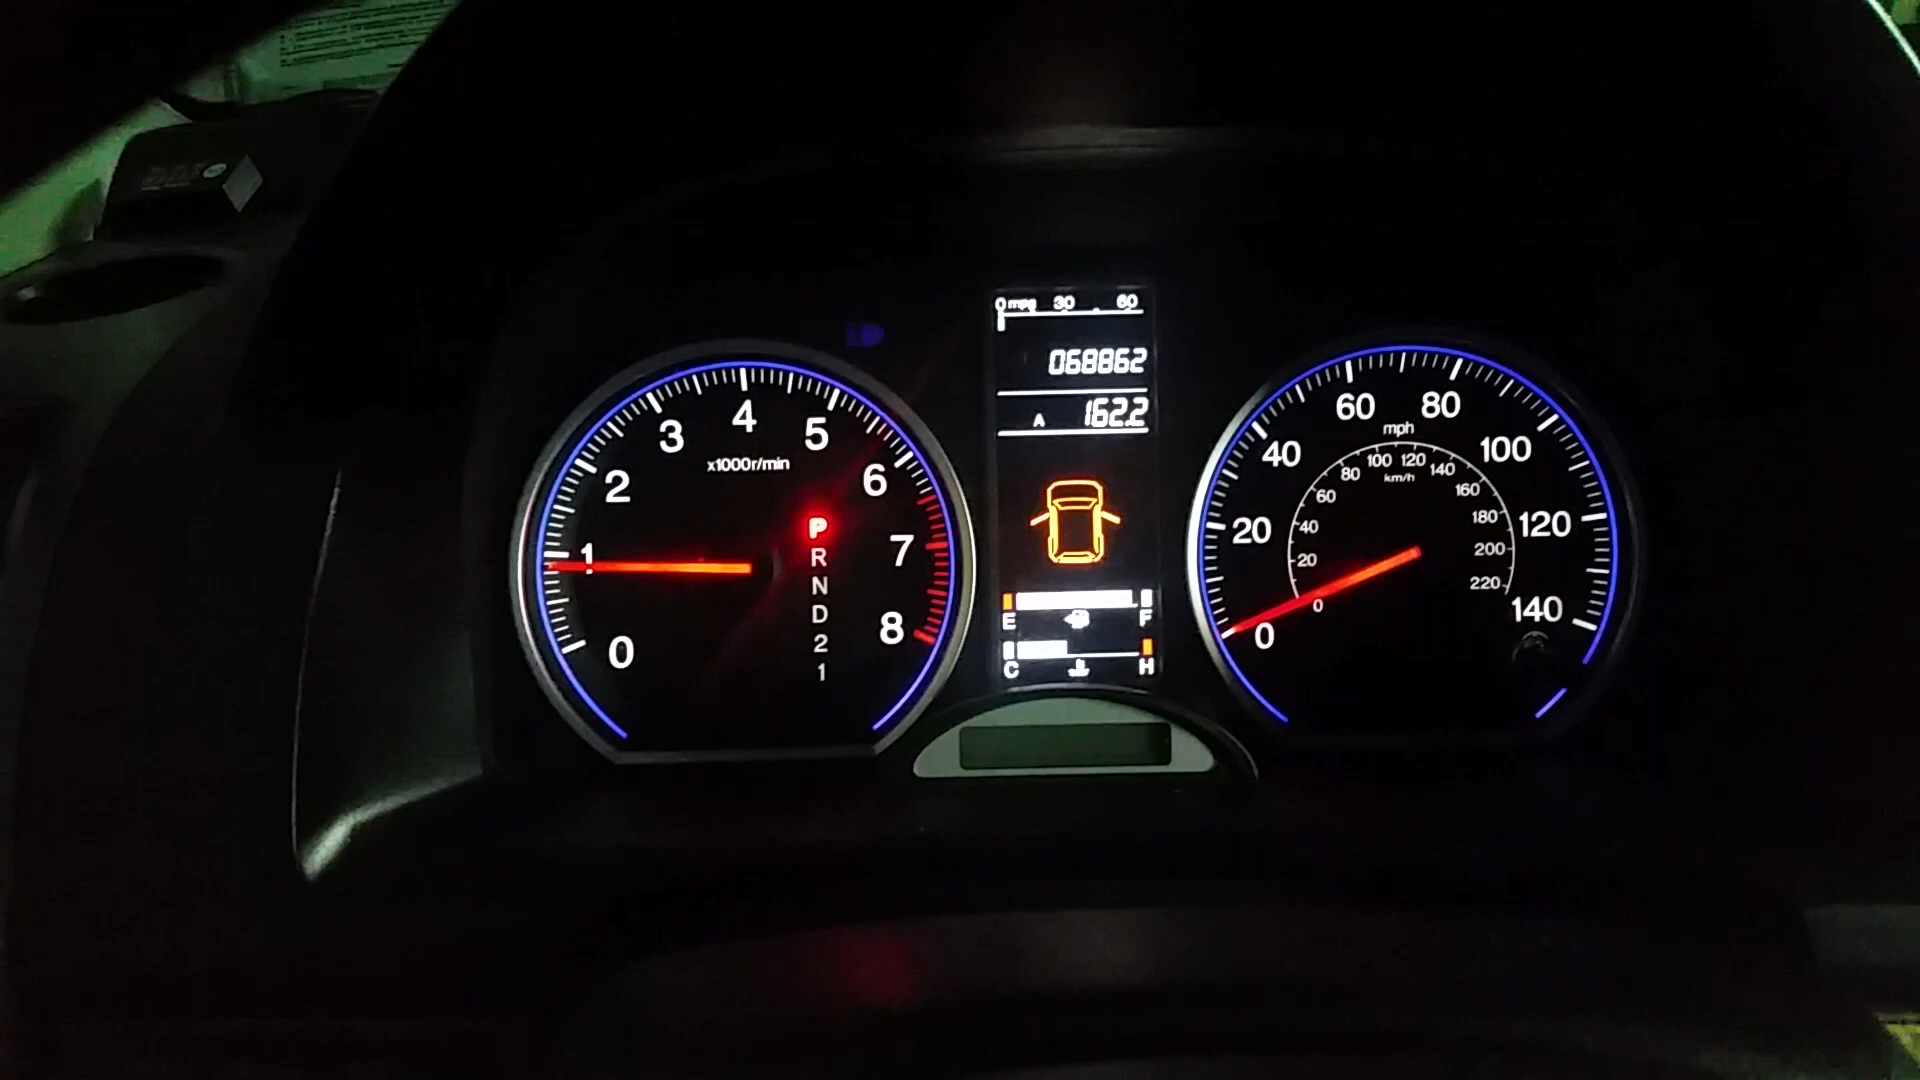 0 mpg 30 60
068862
A 162.2
0 1 2 3 4 5 6 7 8
x1000r/min
P
R
N
D
2
1
E F
C H
0 20 40 60 80 100 120 140
mph
0 20 40 60 80 100 120 140 160 180 200 220
km/h